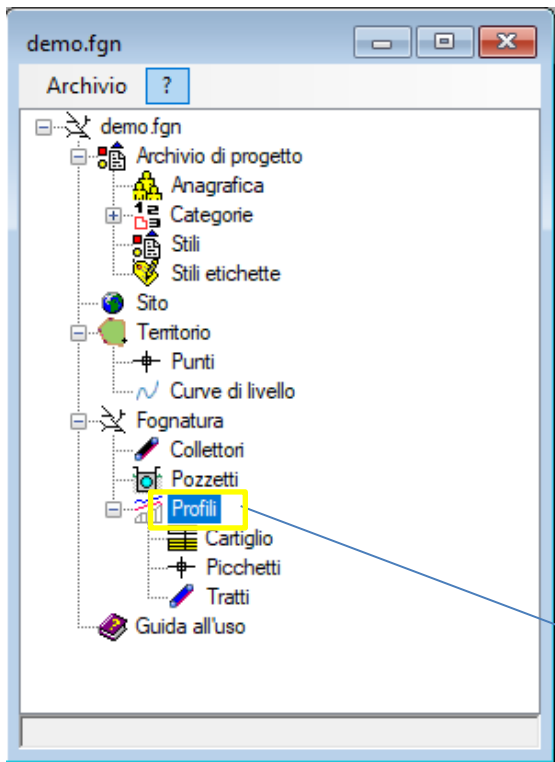 demo.fgn
Archivio ?
demo.fgn
Archivio di progetto
Anagrafica
Categorie
Stili
Stili etichette
Sito
Territorio
Punti
Curve di livello
Fognatura
Collettori
Pozzetti
Profili
Cartiglio
Picchetti
Tratti
Guida all'uso